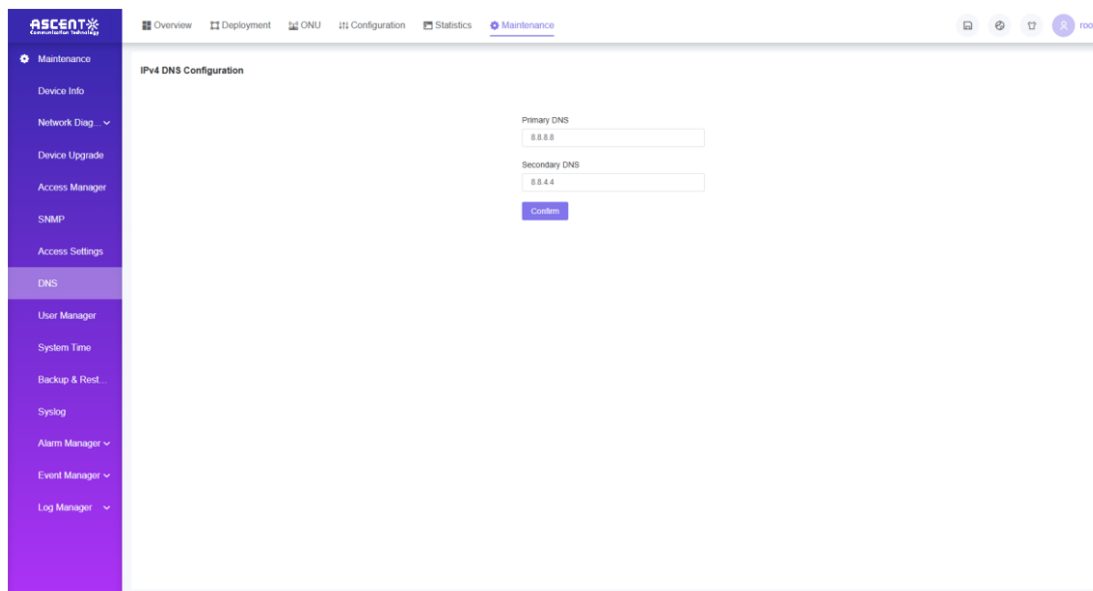 ASCENT
Communication Technology
Overview Deployment ONU Configuration Statistics Maintenance
roo
Maintenance
Device Info
Network Diag...
Device Upgrade
Access Manager
SNMP
Access Settings
DNS
User Manager
System Time
Backup & Rest...
Syslog
Alarm Manager
Event Manager
Log Manager
IPv4 DNS Configuration
Primary DNS
8.8.8.8
Secondary DNS
8.8.4.4
Confirm